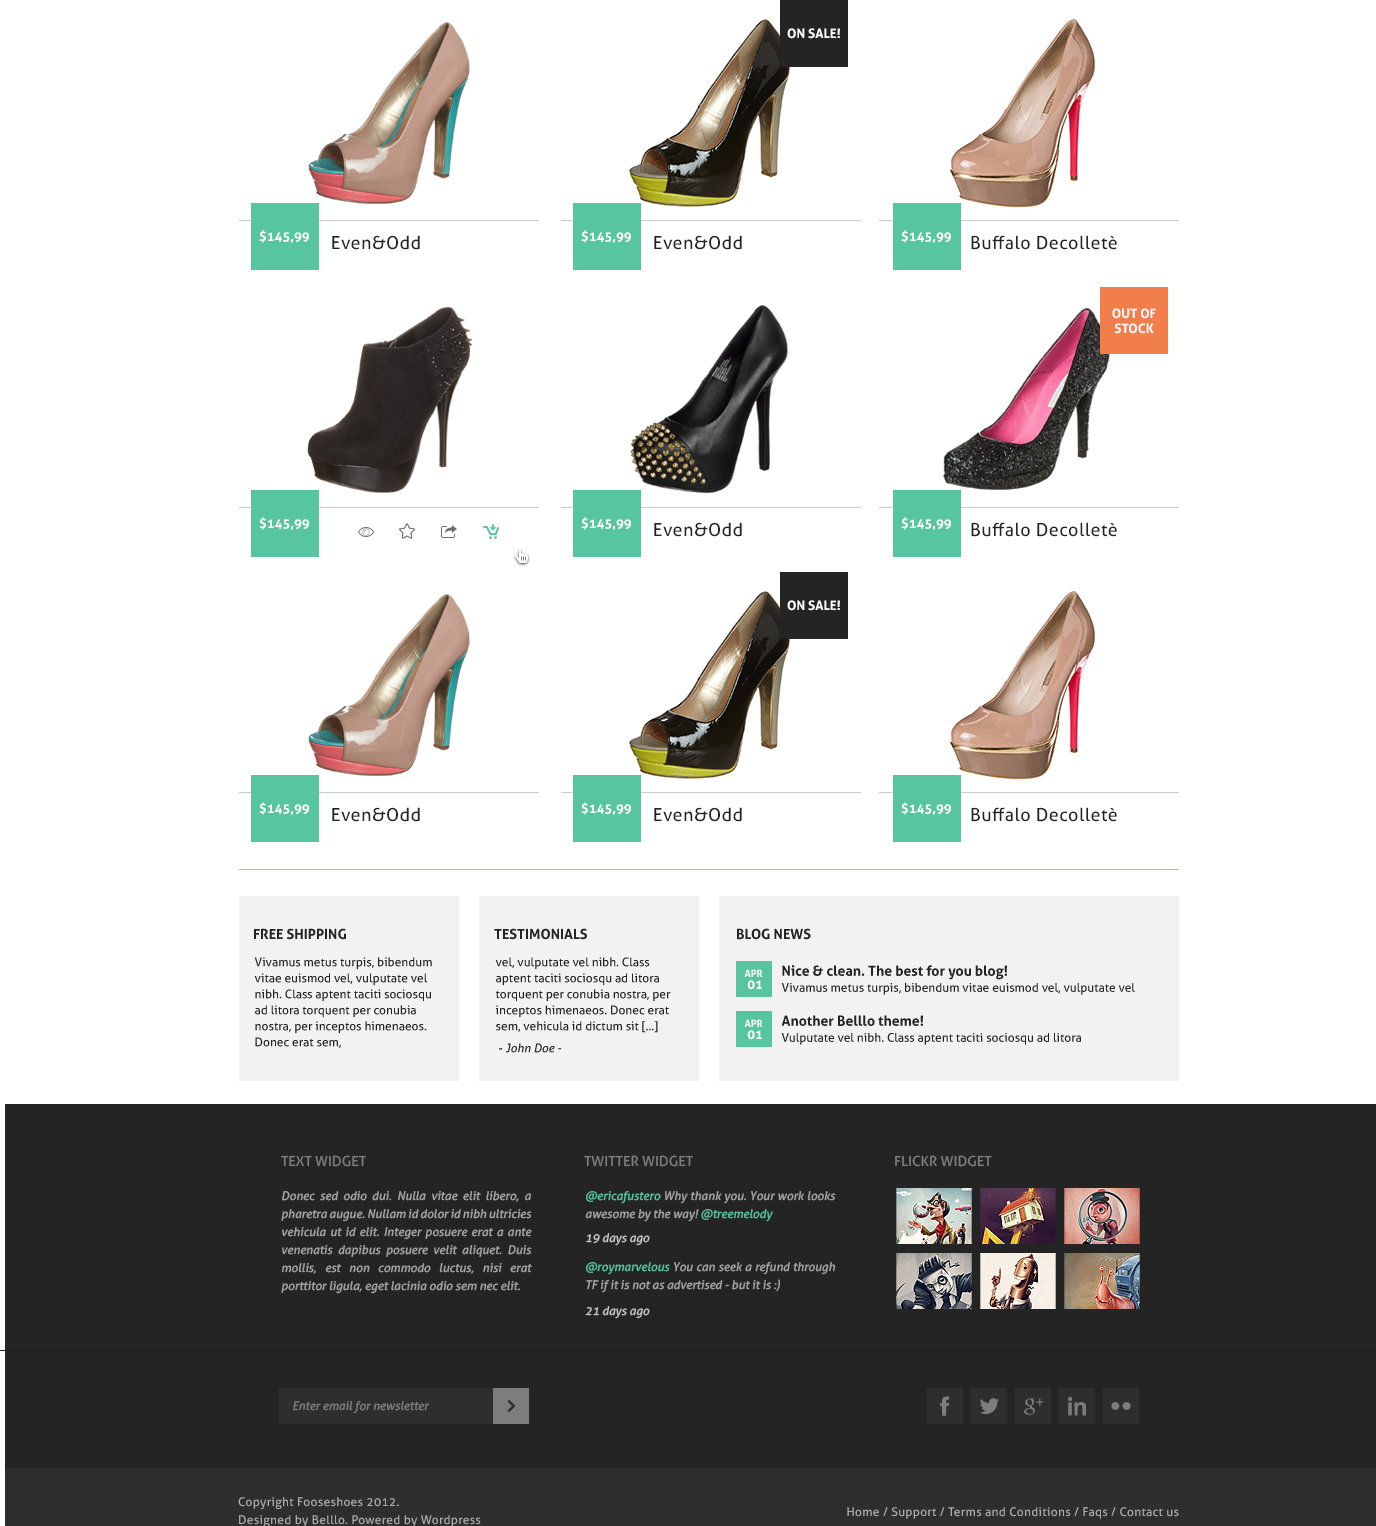 ON SALE!
$145,99
Even&Odd
$145,99
Even&Odd
$145,99
Buffalo Decolletè
OUT OF
STOCK
$145,99
$145,99
Even&Odd
$145,99
Buffalo Decolletè
ON SALE!
$145,99
Even&Odd
$145,99
Even&Odd
$145,99
Buffalo Decolletè
FREE SHIPPING
Vivamus metus turpis, bibendum
vitae euismod vel, vulputate vel
nibh. Class aptent taciti sociosqu
ad litora torquent per conubia
nostra, per inceptos himenaeos.
Donec erat sem,
TESTIMONIALS
vel, vulputate vel nibh. Class
aptent taciti sociosqu ad litora
torquent per conubia nostra, per
inceptos himenaeos. Donec erat
sem, vehicula id dictum sit [...]
- John Doe -
BLOG NEWS
APR
01
Nice & clean. The best for you blog!
Vivamus metus turpis, bibendum vitae euismod vel, vulputate vel
APR
01
Another Belllo theme!
Vulputate vel nibh. Class aptent taciti sociosqu ad litora
TEXT WIDGET
Donec sed odio dui. Nulla vitae elit libero, a
pharetra augue. Nullam id dolor id nibh ultricies
vehicula ut id elit. Integer posuere erat a ante
venenatis dapibus posuere velit aliquet. Duis
mollis, est non commodo luctus, nisi erat
porttitor ligula, eget lacinia odio sem nec elit.
TWITTER WIDGET
@ericafustero Why thank you. Your work looks
awesome by the way! @treemelody
19 days ago
@roymarvelous You can seek a refund through
TF if it is not as advertised - but it is :)
21 days ago
FLICKR WIDGET
Enter email for newsletter
Copyright Fooseshoes 2012.
Designed by Belllo. Powered by Wordpress
Home / Support / Terms and Conditions / Faqs / Contact us